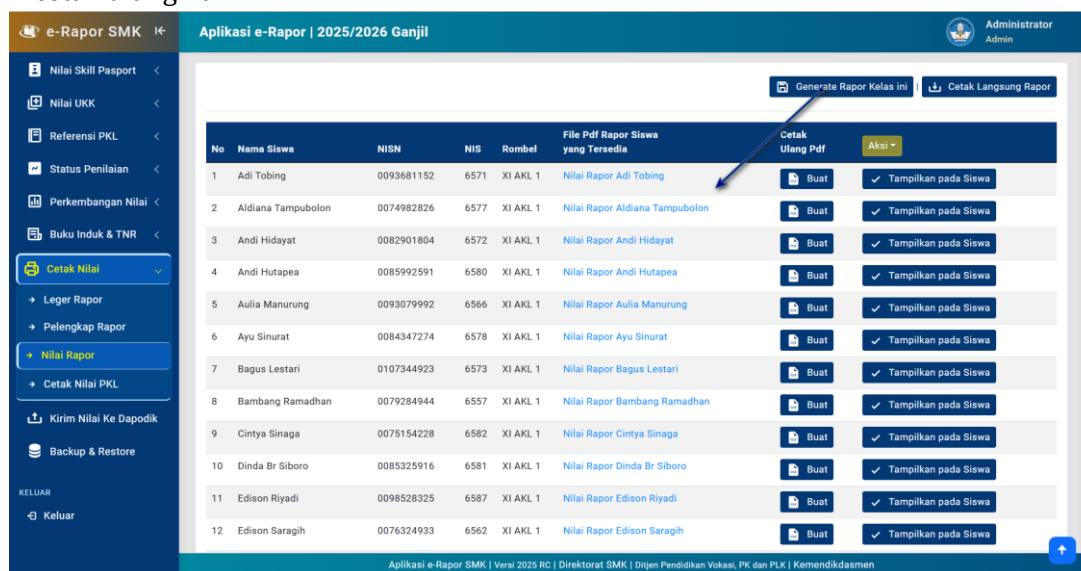 e-Rapor SMK
Aplikasi e-Rapor | 2025/2026 Ganjil
Administrator
Admin
Nilai Skill Pasport
Nilai UKK
Referensi PKL
Status Penilaian
Perkembangan Nilai
Buku Induk & TNR
Cetak Nilai
Leger Rapor
Pelengkap Rapor
Nilai Rapor
Cetak Nilai PKL
Kirim Nilai Ke Dapodik
Backup & Restore
KELUAR
Keluar
Generate Rapor Kelas ini | Cetak Langsung Rapor
No Nama Siswa NISN NIS Rombel File Pdf Rapor Siswa yang Tersedia Cetak Ulang Pdf Aksi
1 Adi Tobing 0093681152 6571 XI AKL 1 Nilai Rapor Adi Tobing Buat Tampilkan pada Siswa
2 Aldiana Tampubolon 0074982826 6577 XI AKL 1 Nilai Rapor Aldiana Tampubolon Buat Tampilkan pada Siswa
3 Andi Hidayat 0082901804 6572 XI AKL 1 Nilai Rapor Andi Hidayat Buat Tampilkan pada Siswa
4 Andi Hutapea 0085992591 6580 XI AKL 1 Nilai Rapor Andi Hutapea Buat Tampilkan pada Siswa
5 Aulia Manurung 0093079992 6566 XI AKL 1 Nilai Rapor Aulia Manurung Buat Tampilkan pada Siswa
6 Ayu Sinurat 0084347274 6578 XI AKL 1 Nilai Rapor Ayu Sinurat Buat Tampilkan pada Siswa
7 Bagus Lestari 0107344923 6573 XI AKL 1 Nilai Rapor Bagus Lestari Buat Tampilkan pada Siswa
8 Bambang Ramadhan 0079284944 6557 XI AKL 1 Nilai Rapor Bambang Ramadhan Buat Tampilkan pada Siswa
9 Cintya Sinaga 0075154228 6582 XI AKL 1 Nilai Rapor Cintya Sinaga Buat Tampilkan pada Siswa
10 Dinda Br Siboro 0085325916 6581 XI AKL 1 Nilai Rapor Dinda Br Siboro Buat Tampilkan pada Siswa
11 Edison Riyadi 0098528325 6587 XI AKL 1 Nilai Rapor Edison Riyadi Buat Tampilkan pada Siswa
12 Edison Saragih 0076324933 6562 XI AKL 1 Nilai Rapor Edison Saragih Buat Tampilkan pada Siswa
Aplikasi e-Rapor SMK | Versi 2025 RC | Direktorat SMK | Ditjen Pendidikan Vokasi, PK dan PLK | Kemendikdasmen